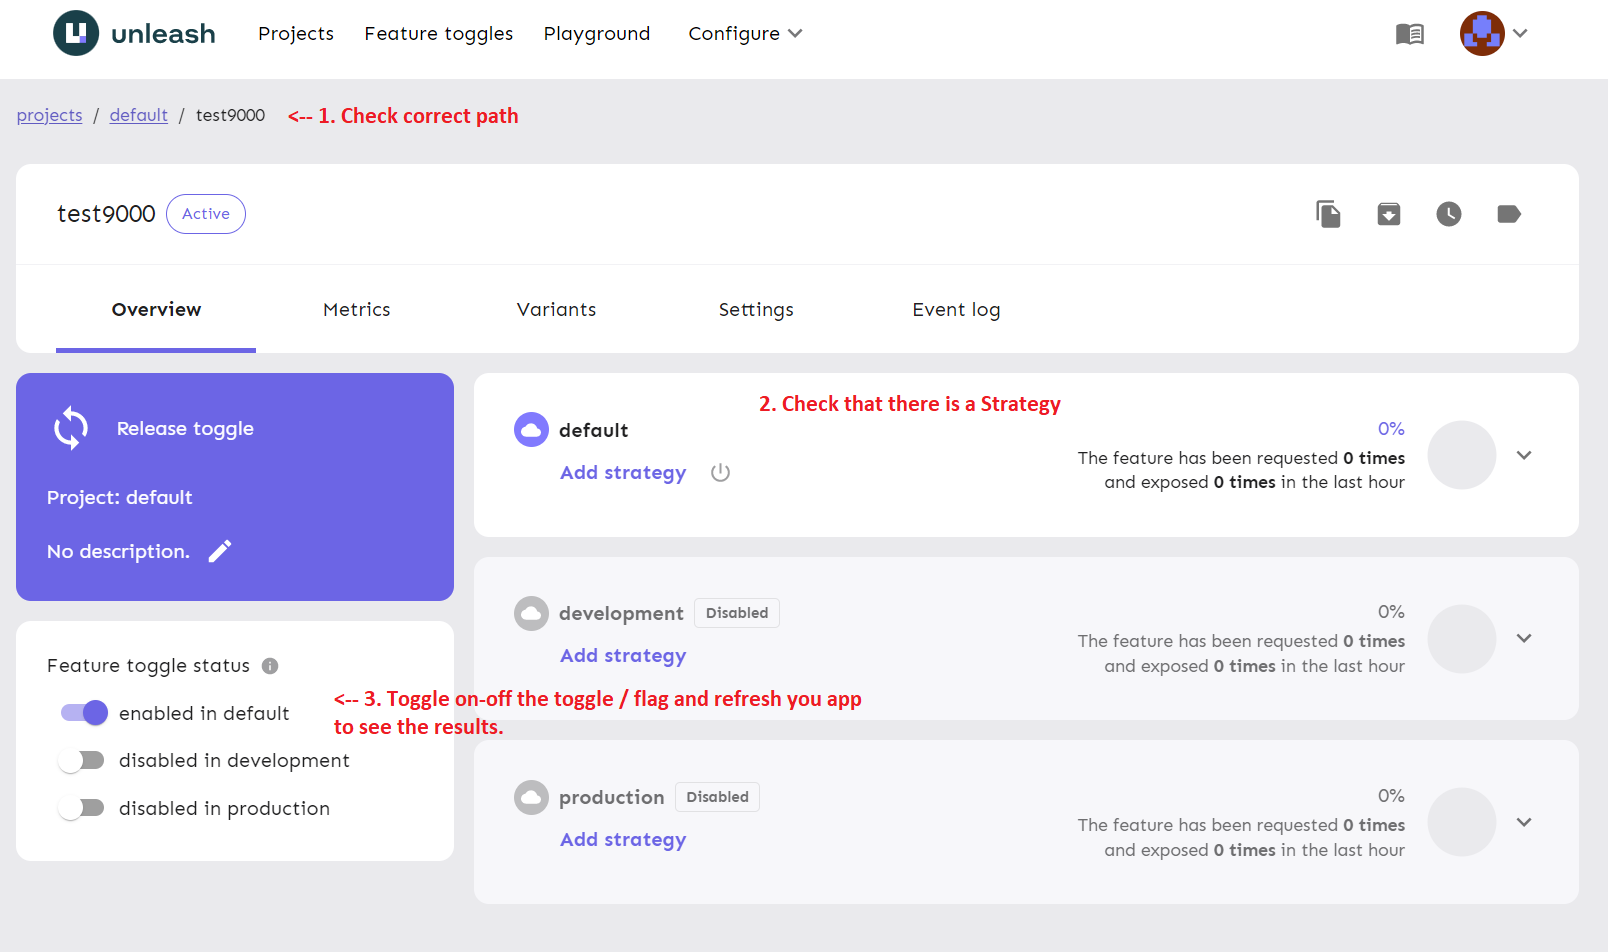 unleash Projects Feature toggles Playground Configure
projects / default / test9000 <-- 1. Check correct path
test9000 Active
Overview Metrics Variants Settings Event log
Release toggle
Project: default
No description.
Feature toggle status
enabled in default
disabled in development
disabled in production
2. Check that there is a Strategy
default
Add strategy
0%
The feature has been requested 0 times
and exposed 0 times in the last hour
development Disabled
Add strategy
0%
The feature has been requested 0 times
and exposed 0 times in the last hour
<-- 3. Toggle on-off the toggle / flag and refresh you app
to see the results.
production Disabled
Add strategy
0%
The feature has been requested 0 times
and exposed 0 times in the last hour